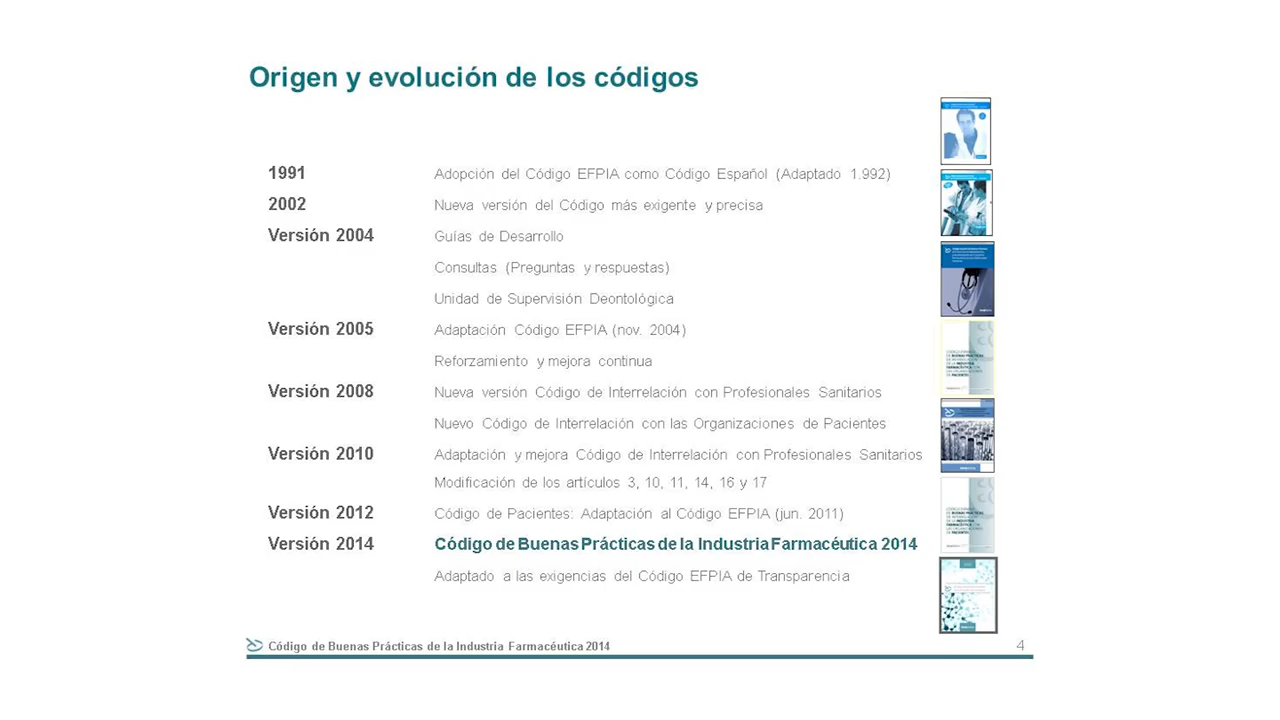 Origen y evolución de los códigos
1991 Adopción del Código EFPIA como Código Español (Adaptado 1.992)
2002 Nueva versión del Código más exigente y precisa
Versión 2004 Guías de Desarrollo
Consultas (Preguntas y respuestas)
Unidad de Supervisión Deontológica
Versión 2005 Adaptación Código EFPIA (nov. 2004)
Reforzamiento y mejora continua
Versión 2008 Nueva versión Código de Interrelación con Profesionales Sanitarios
Nuevo Código de Interrelación con las Organizaciones de Pacientes
Versión 2010 Adaptación y mejora Código de Interrelación con Profesionales Sanitarios
Modificación de los artículos 3, 10, 11, 14, 16 y 17
Versión 2012 Código de Pacientes: Adaptación al Código EFPIA (jun. 2011)
Versión 2014 Código de Buenas Prácticas de la Industria Farmacéutica 2014
Adaptado a las exigencias del Código EFPIA de Transparencia
Código de Buenas Prácticas de la Industria Farmacéutica 2014 4